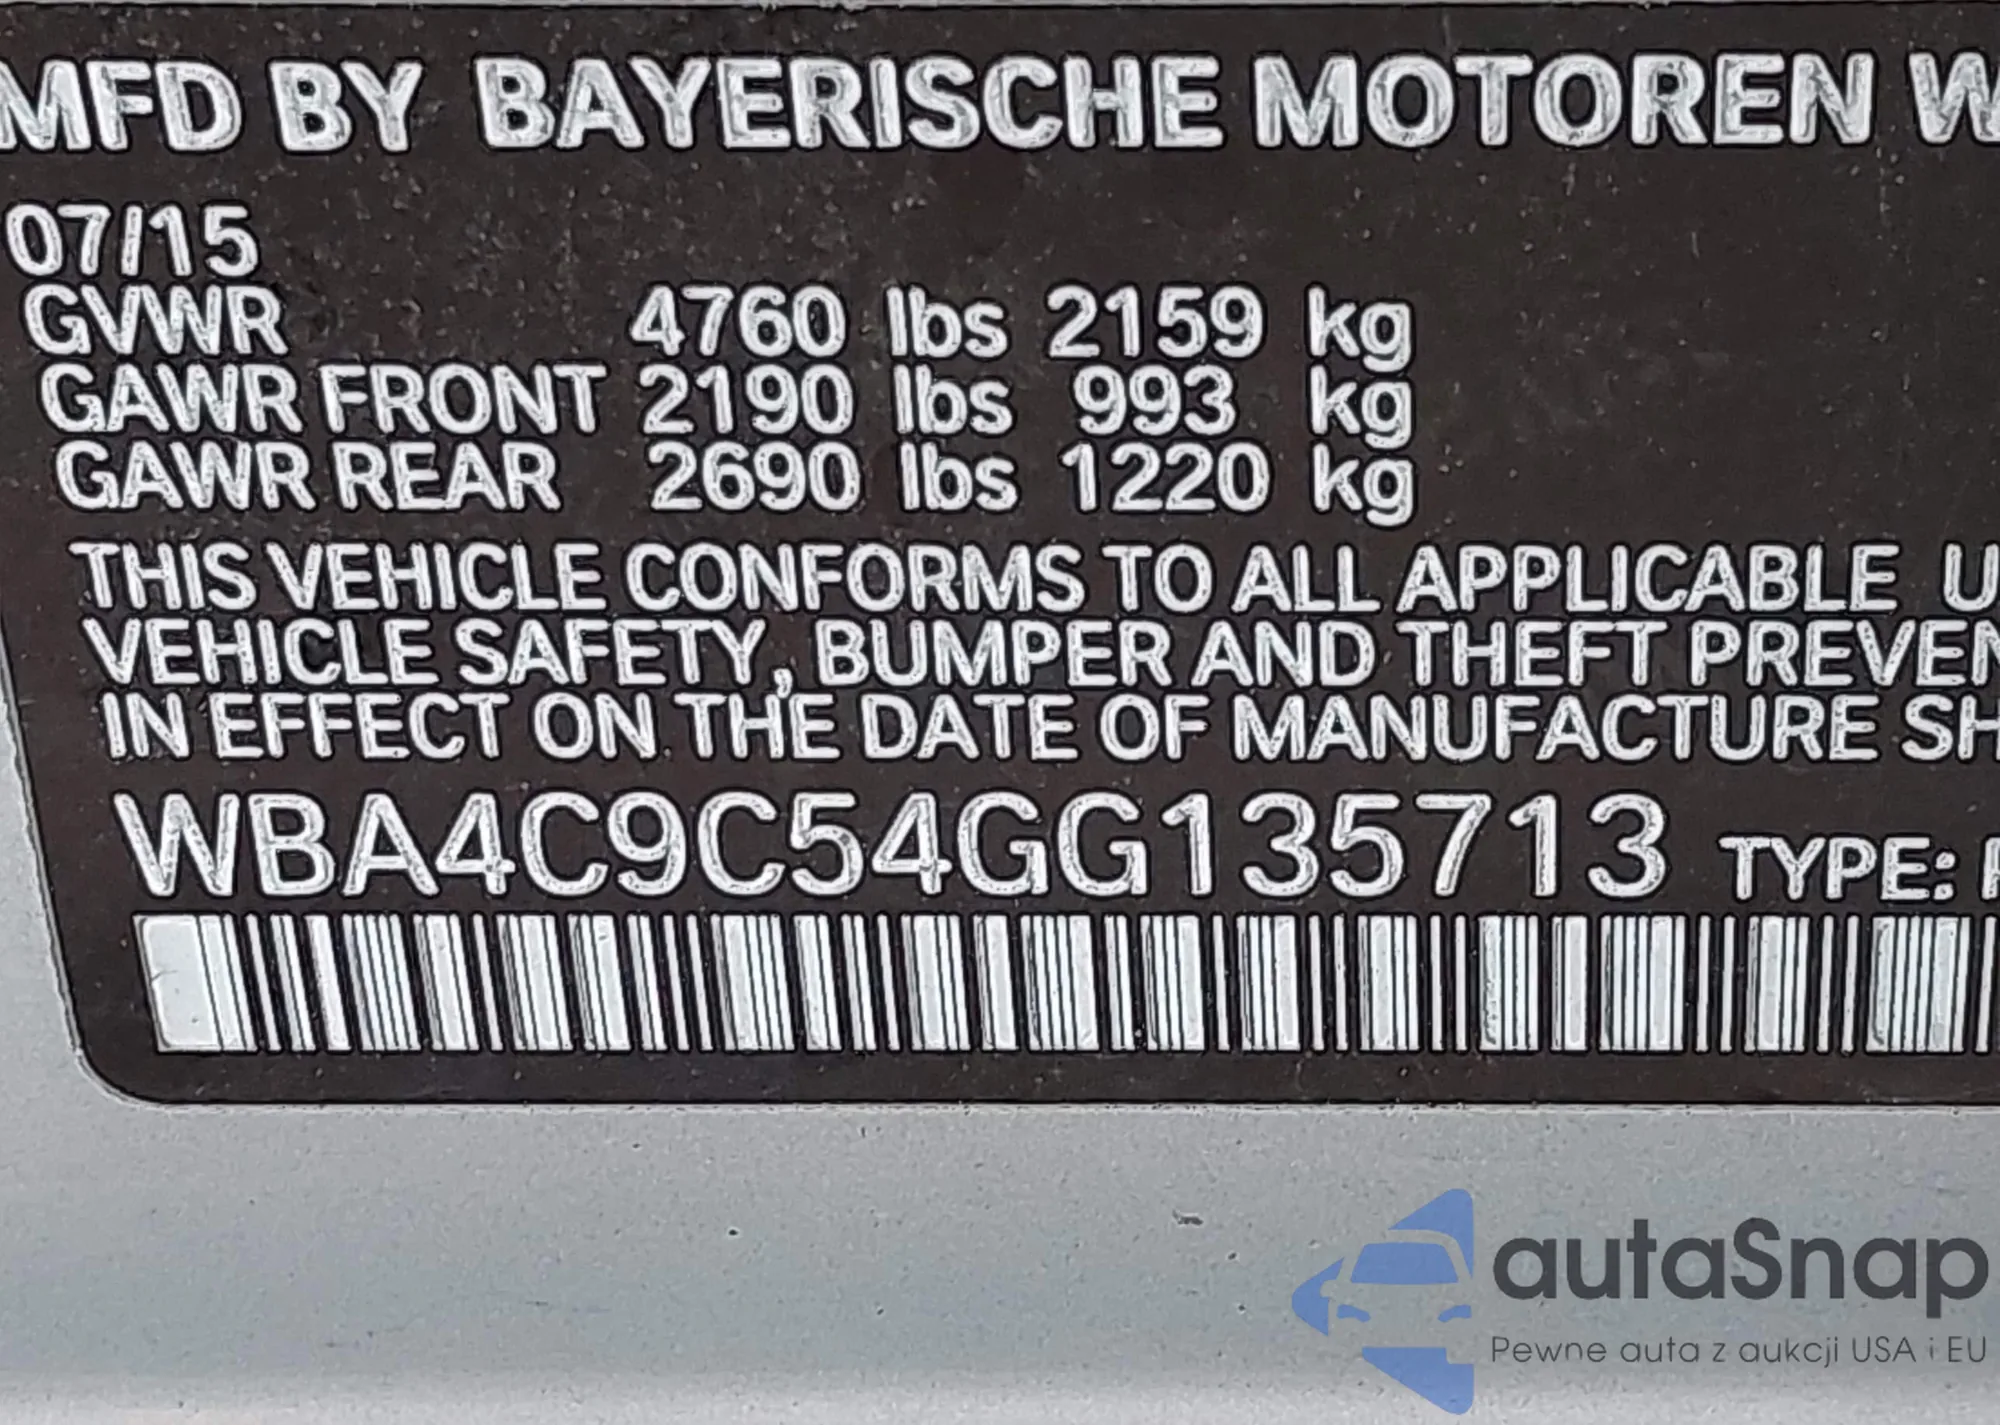 MFD BY BAYERISCHE MOTOREN W
07/15
GVWR 4760 lbs 2159 kg
GAWR FRONT 2190 lbs 993 kg
GAWR REAR 2690 lbs 1220 kg
THIS VEHICLE CONFORMS TO ALL APPLICABLE U
VEHICLE SAFETY, BUMPER AND THEFT PREVEN
IN EFFECT ON THE DATE OF MANUFACTURE SH
WBA4C9C54GG135713 TYPE:
autaSnap
Pewne auta z aukcji USA i EU